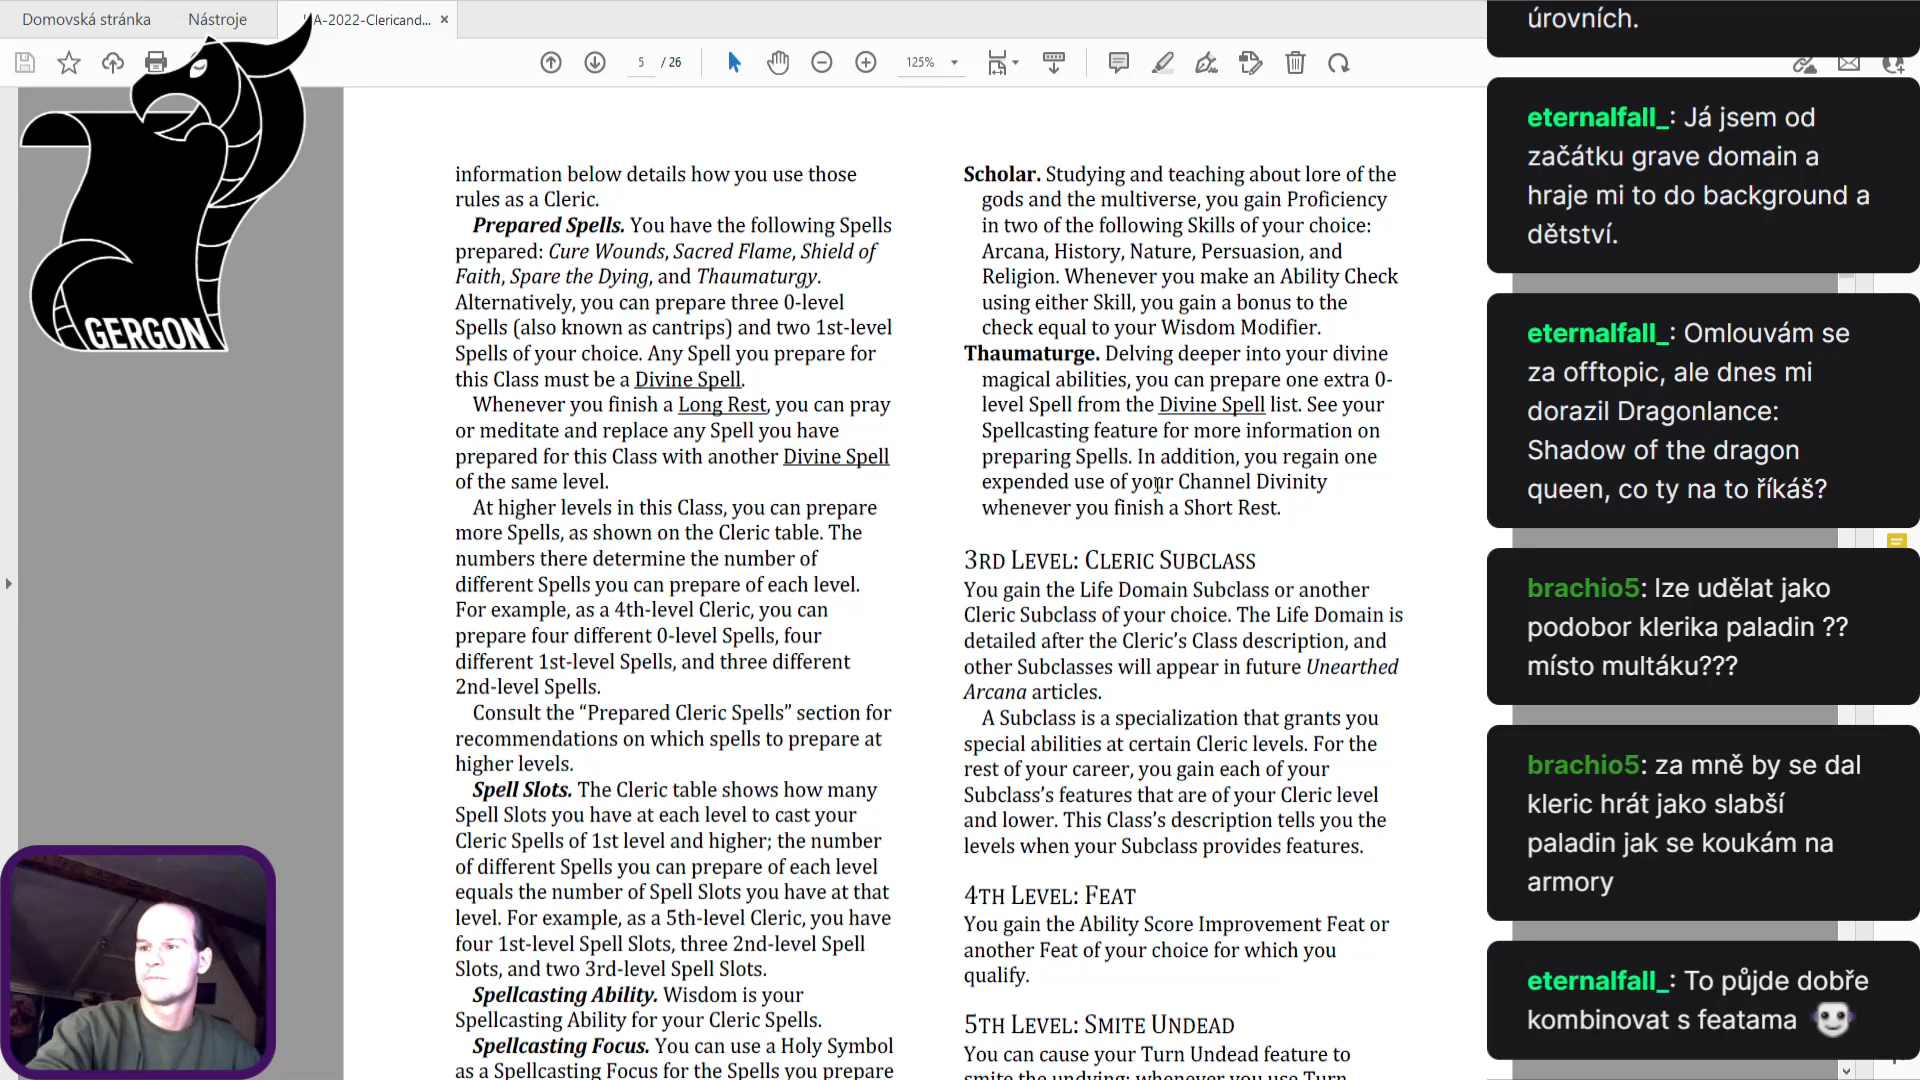 Domovská stránka
Nástroje
A-2022-Clericand... ×
5 / 26
125%
GERGON
information below details how you use those
rules as a Cleric.
Prepared Spells. You have the following Spells
prepared: Cure Wounds, Sacred Flame, Shield of
Faith, Spare the Dying, and Thaumaturgy.
Alternatively, you can prepare three 0-level
Spells (also known as cantrips) and two 1st-level
Spells of your choice. Any Spell you prepare for
this Class must be a Divine Spell.
Whenever you finish a Long Rest, you can pray
or meditate and replace any Spell you have
prepared for this Class with another Divine Spell
of the same level.
At higher levels in this Class, you can prepare
more Spells, as shown on the Cleric table. The
numbers there determine the number of
different Spells you can prepare of each level.
For example, as a 4th-level Cleric, you can
prepare four different 0-level Spells, four
different 1st-level Spells, and three different
2nd-level Spells.
Consult the “Prepared Cleric Spells” section for
recommendations on which spells to prepare at
higher levels.
Spell Slots. The Cleric table shows how many
Spell Slots you have at each level to cast your
Cleric Spells of 1st level and higher; the number
of different Spells you can prepare of each level
equals the number of Spell Slots you have at that
level. For example, as a 5th-level Cleric, you have
four 1st-level Spell Slots, three 2nd-level Spell
Slots, and two 3rd-level Spell Slots.
Spellcasting Ability. Wisdom is your
Spellcasting Ability for your Cleric Spells.
Spellcasting Focus. You can use a Holy Symbol
as a Spellcasting Focus for the Spells you prepare
Scholar. Studying and teaching about lore of the
gods and the multiverse, you gain Proficiency
in two of the following Skills of your choice:
Arcana, History, Nature, Persuasion, and
Religion. Whenever you make an Ability Check
using either Skill, you gain a bonus to the
check equal to your Wisdom Modifier.
Thaumaturge. Delving deeper into your divine
magical abilities, you can prepare one extra 0-
level Spell from the Divine Spell list. See your
Spellcasting feature for more information on
preparing Spells. In addition, you regain one
expended use of your Channel Divinity
whenever you finish a Short Rest.
3RD LEVEL: CLERIC SUBCLASS
You gain the Life Domain Subclass or another
Cleric Subclass of your choice. The Life Domain is
detailed after the Cleric’s Class description, and
other Subclasses will appear in future Unearthed
Arcana articles.
A Subclass is a specialization that grants you
special abilities at certain Cleric levels. For the
rest of your career, you gain each of your
Subclass’s features that are of your Cleric level
and lower. This Class’s description tells you the
levels when your Subclass provides features.
4TH LEVEL: FEAT
You gain the Ability Score Improvement Feat or
another Feat of your choice for which you
qualify.
5TH LEVEL: SMITE UNDEAD
You can cause your Turn Undead feature to
smite the undying; whenever you use Turn
úrovních.
eternalfall_: Já jsem od
začátku grave domain a
hraje mi to do background a
dětství.
eternalfall_: Omlouvám se
za offtopic, ale dnes mi
dorazil Dragonlance:
Shadow of the dragon
queen, co ty na to říkáš?
brachio5: lze udělat jako
podobor klerika paladin ??
místo multáku???
brachio5: za mně by se dal
kleric hrát jako slabší
paladin jak se koukám na
armory
eternalfall_: To půjde dobře
kombinovat s featama